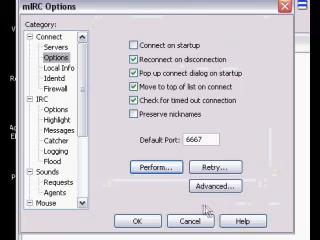 mIRC Options
Category:
Connect
Servers
Options
Local Info
Identd
Firewall
IRC
Options
Highlight
Messages
Catcher
Logging
Flood
Sounds
Requests
Agents
Mouse
Connect on startup
Reconnect on disconnection
Pop up connect dialog on startup
Move to top of list on connect
Check for timed out connection
Preserve nicknames
Default Port: 6667
Perform... Retry...
Advanced...
OK Cancel Help